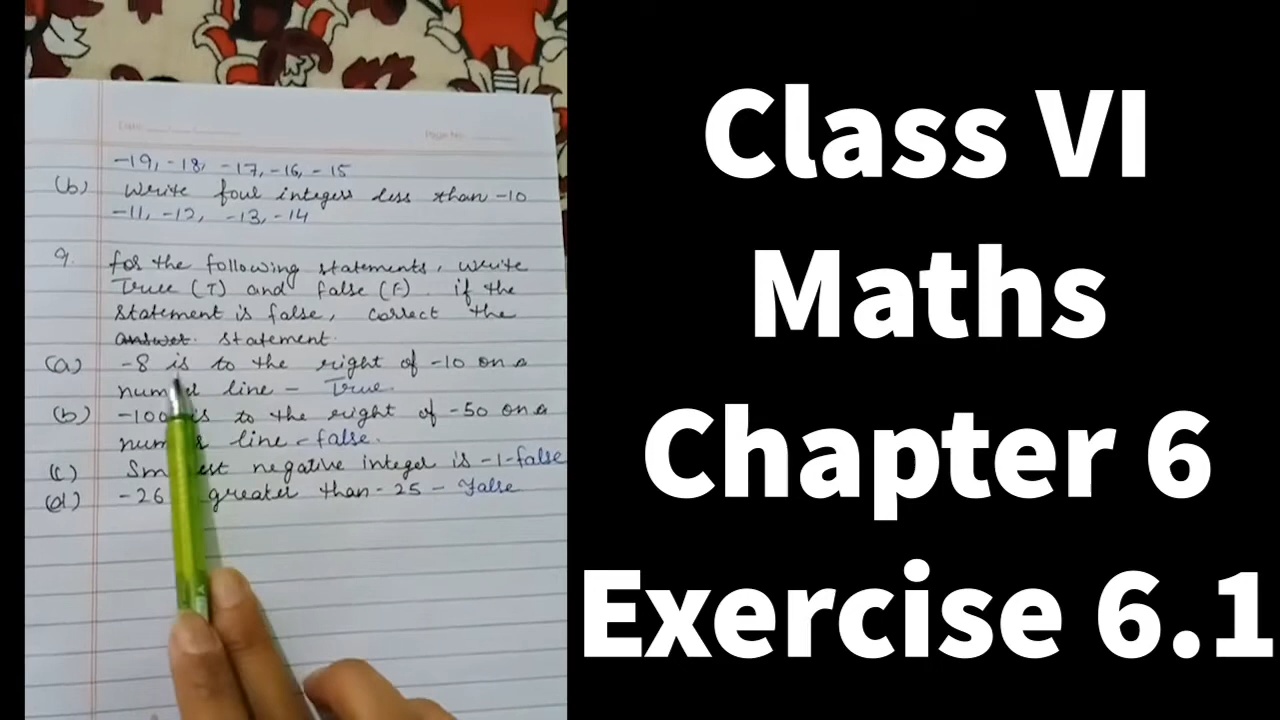 Date
Page No.
-19, -18, -17, -16, -15
(b) Write four integers less than -10
-11, -12, -13, -14
9. for the following statements, write
True (T) and false (F). if the
statement is false, correct the
answer. statement.
(a) -8 is to the right of -10 on a
line - True.
(b) -100 is to the right of -50 on a
line - false.
(c) negative integer is -1 - false
(d) -26 greater than - 25 - False
Class VI
Maths
Chapter 6
Exercise 6.1